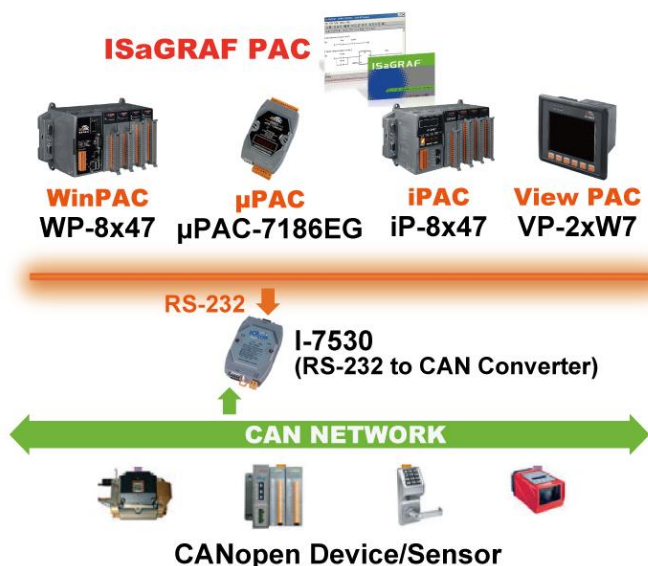 ISaGRAF PAC
ISaGRAF
WinPAC
WP-8x47
μPAC
μPAC-7186EG
iPAC
iP-8x47
View PAC
VP-2xW7
RS-232
I-7530
(RS-232 to CAN Converter)
CAN NETWORK
CANopen Device/Sensor